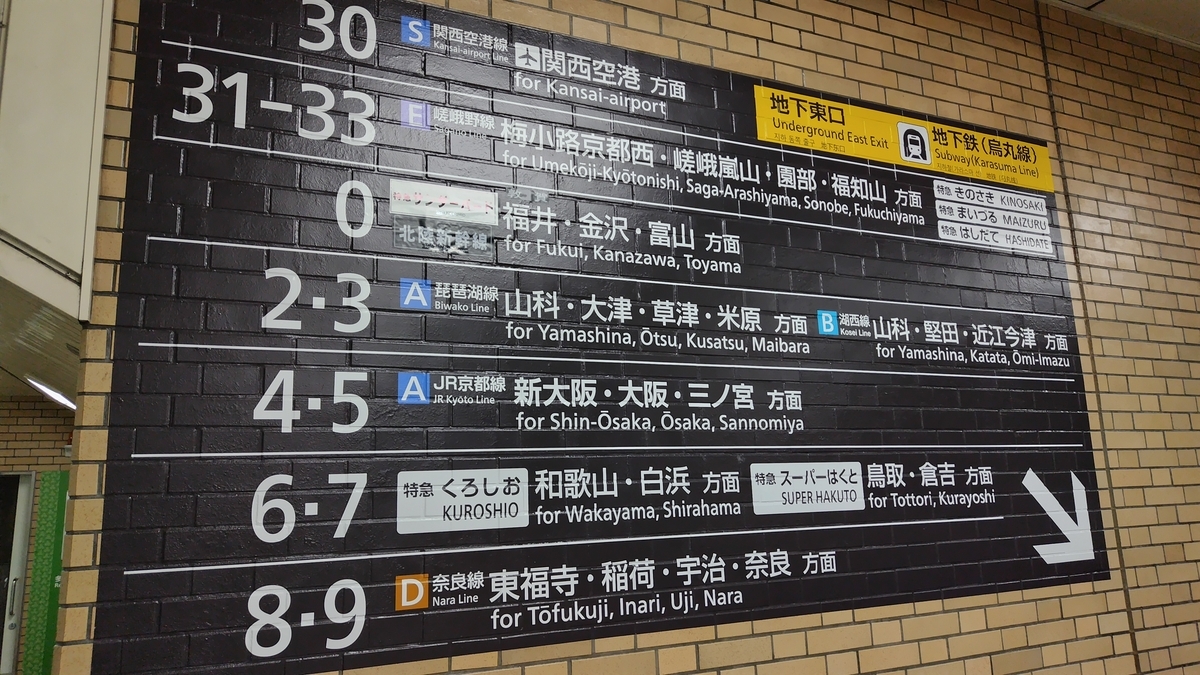 30 S 関西空港線 関西空港 方面
Kansai-airport Line for Kansai-airport
地下東口 地下鉄(烏丸線)
Underground East Exit Subway(Karasuma Line)
31-33 E 嵯峨野線 梅小路京都西・嵯峨嵐山・園部・福知山 方面
Sagano Line for Umekōji-Kyōtonishi, Saga-Arashiyama, Sonobe, Fukuchiyama
特急 きのさき KINOSAKI
特急 まいづる MAIZURU
特急 はしだて HASHIDATE
0 福井・金沢・富山 方面
北陸新幹線 for Fukui, Kanazawa, Toyama
2・3 A 琵琶湖線 山科・大津・草津・米原 方面 B 湖西線 山科・堅田・近江今津 方面
Biwako Line for Yamashina, Ōtsu, Kusatsu, Maibara Kosei Line for Yamashina, Katata, Ōmi-Imazu
4・5 A JR京都線 新大阪・大阪・三ノ宮 方面
JR Kyōto Line for Shin-Ōsaka, Ōsaka, Sannomiya
6・7 特急 くろしお 和歌山・白浜 方面 特急 スーパーはくと 鳥取・倉吉 方面
KUROSHIO for Wakayama, Shirahama SUPER HAKUTO for Tottori, Kurayoshi
8・9 D 奈良線 東福寺・稲荷・宇治・奈良 方面
Nara Line for Tōfukuji, Inari, Uji, Nara